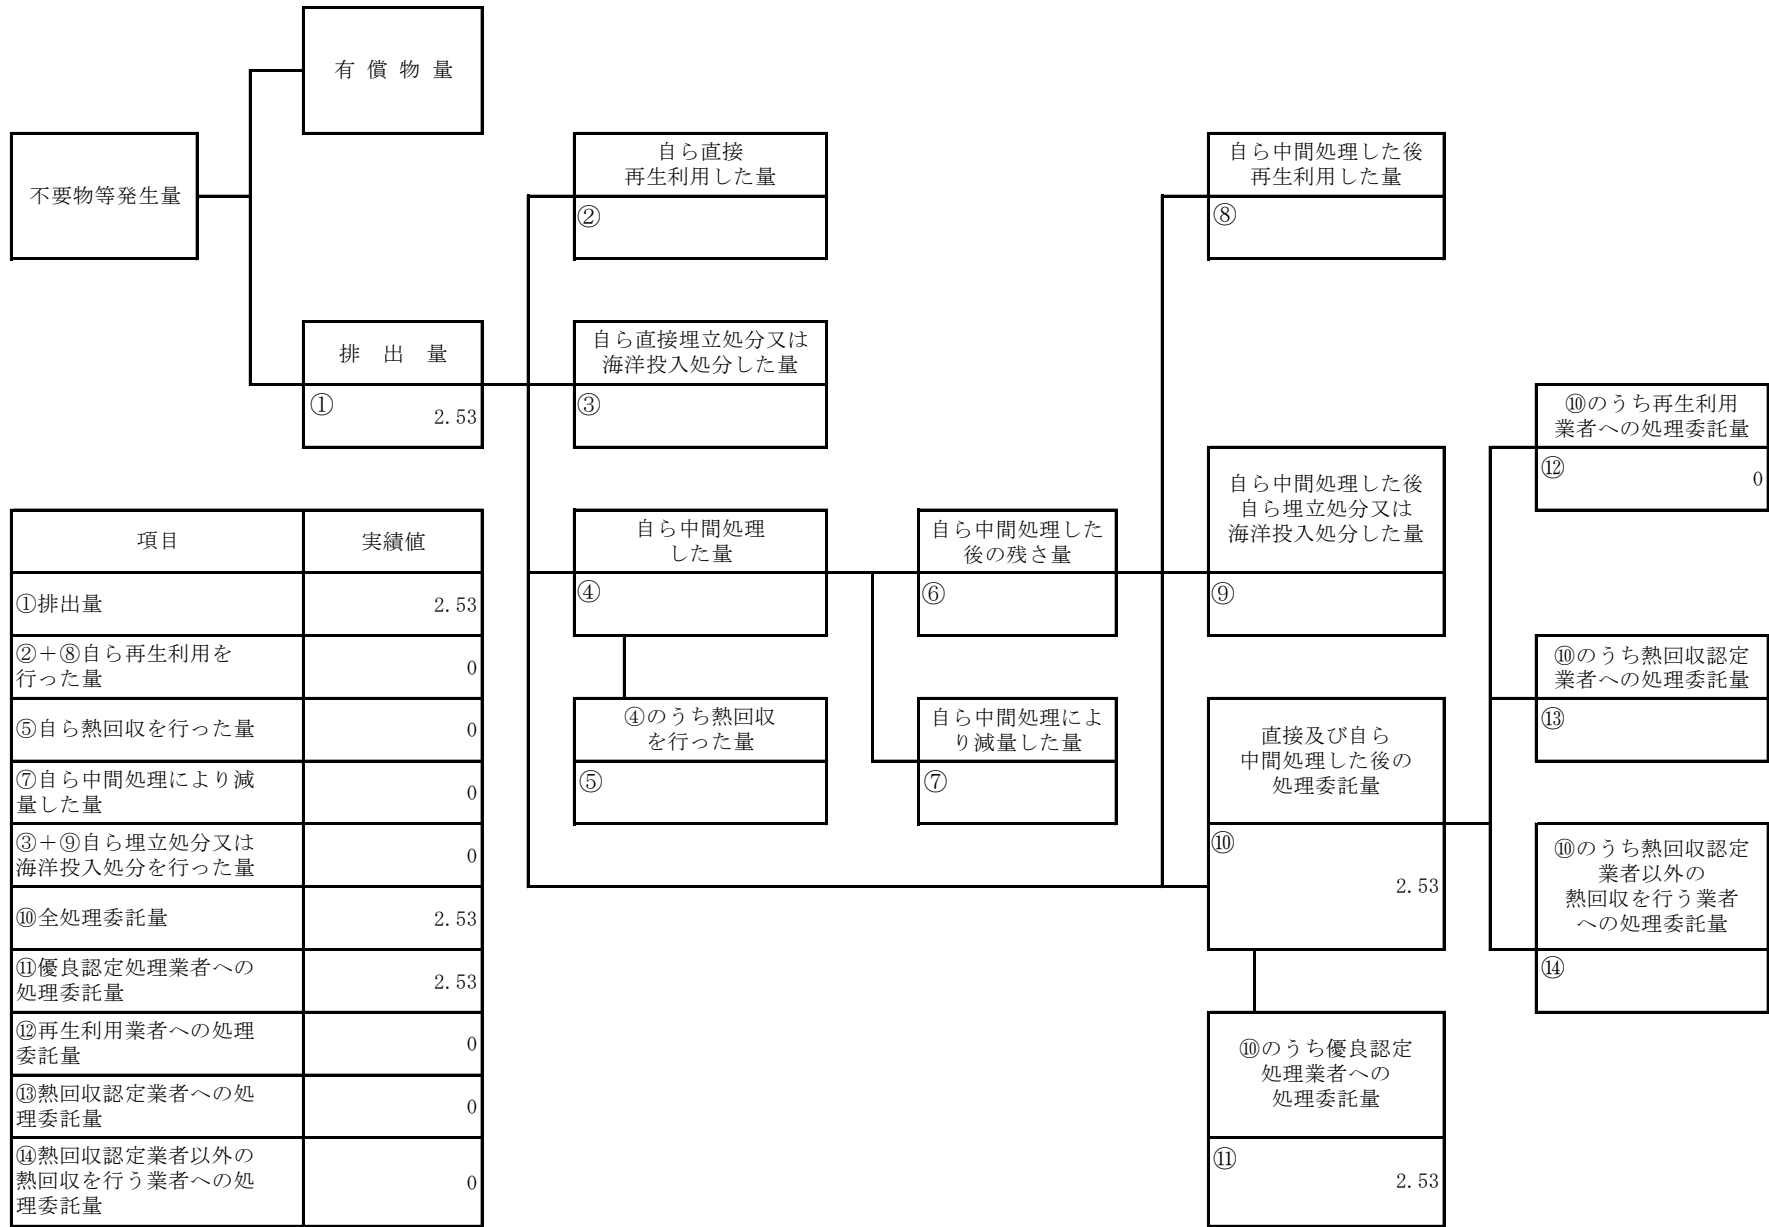 有 償 物 量
不要物等発生量
自ら直接
再生利用した量
②
自ら中間処理した後
再生利用した量
⑧
排 出 量
① 2.53
自ら直接埋立処分又は
海洋投入処分した量
③
⑩のうち再生利用
業者への処理委託量
⑫ 0
自ら中間処理
した量
④
自ら中間処理した
後の残さ量
⑥
自ら中間処理した後
自ら埋立処分又は
海洋投入処分した量
⑨
⑩のうち熱回収認定
業者への処理委託量
⑬
④のうち熱回収
を行った量
⑤
自ら中間処理によ
り減量した量
⑦
直接及び自ら
中間処理した後の
処理委託量
⑩
2.53
⑩のうち熱回収認定
業者以外の
熱回収を行う業者
への処理委託量
⑭
⑩のうち優良認定
処理業者への
処理委託量
⑪
2.53
項目 実績値
①排出量 2.53
②+⑧自ら再生利用を
行った量 0
⑤自ら熱回収を行った量 0
⑦自ら中間処理により減
量した量 0
③+⑨自ら埋立処分又は
海洋投入処分を行った量 0
⑩全処理委託量 2.53
⑪優良認定処理業者への
処理委託量 2.53
⑫再生利用業者への処理
委託量 0
⑬熱回収認定業者への処
理委託量 0
⑭熱回収認定業者以外の
熱回収を行う業者への処
理委託量 0